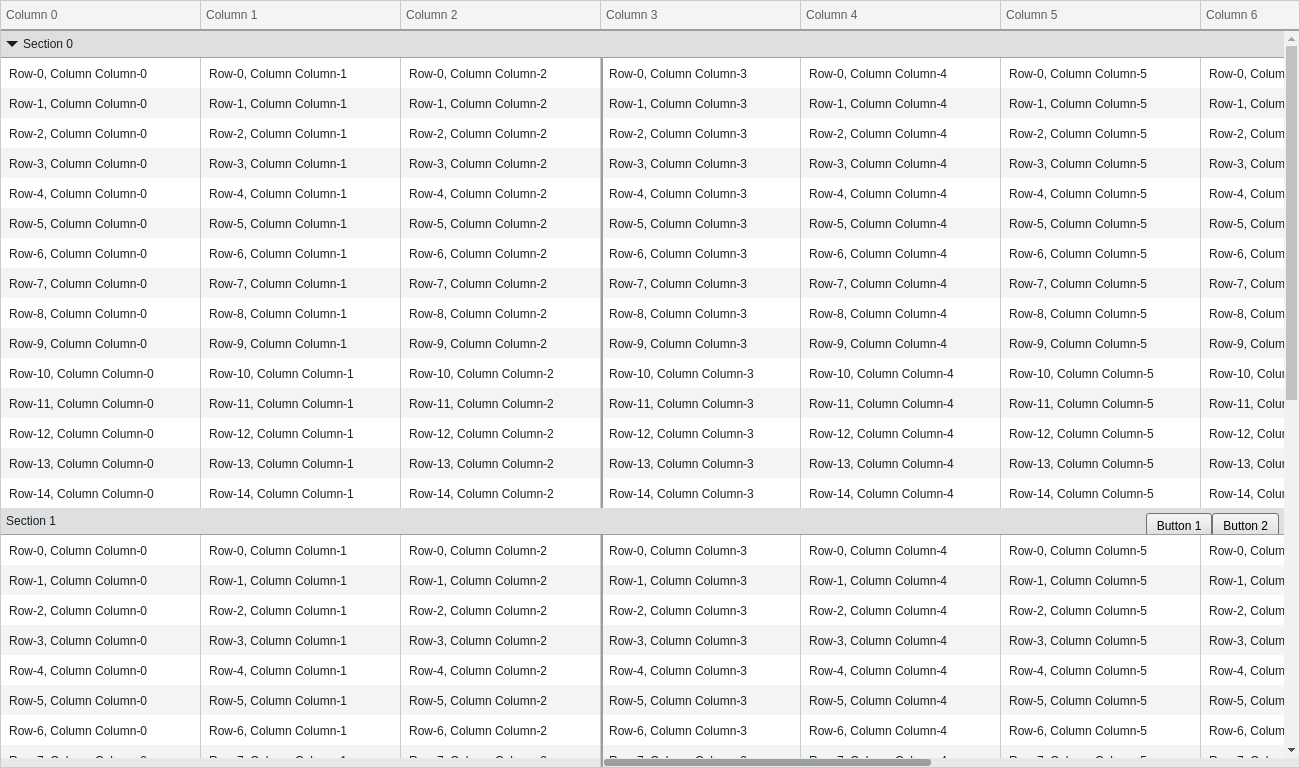 Column 0 Column 1 Column 2 Column 3 Column 4 Column 5 Column 6
Section 0
Row-0, Column Column-0 Row-0, Column Column-1 Row-0, Column Column-2 Row-0, Column Column-3 Row-0, Column Column-4 Row-0, Column Column-5 Row-0, Colum
Row-1, Column Column-0 Row-1, Column Column-1 Row-1, Column Column-2 Row-1, Column Column-3 Row-1, Column Column-4 Row-1, Column Column-5 Row-1, Colum
Row-2, Column Column-0 Row-2, Column Column-1 Row-2, Column Column-2 Row-2, Column Column-3 Row-2, Column Column-4 Row-2, Column Column-5 Row-2, Colum
Row-3, Column Column-0 Row-3, Column Column-1 Row-3, Column Column-2 Row-3, Column Column-3 Row-3, Column Column-4 Row-3, Column Column-5 Row-3, Colum
Row-4, Column Column-0 Row-4, Column Column-1 Row-4, Column Column-2 Row-4, Column Column-3 Row-4, Column Column-4 Row-4, Column Column-5 Row-4, Colum
Row-5, Column Column-0 Row-5, Column Column-1 Row-5, Column Column-2 Row-5, Column Column-3 Row-5, Column Column-4 Row-5, Column Column-5 Row-5, Colum
Row-6, Column Column-0 Row-6, Column Column-1 Row-6, Column Column-2 Row-6, Column Column-3 Row-6, Column Column-4 Row-6, Column Column-5 Row-6, Colum
Row-7, Column Column-0 Row-7, Column Column-1 Row-7, Column Column-2 Row-7, Column Column-3 Row-7, Column Column-4 Row-7, Column Column-5 Row-7, Colum
Row-8, Column Column-0 Row-8, Column Column-1 Row-8, Column Column-2 Row-8, Column Column-3 Row-8, Column Column-4 Row-8, Column Column-5 Row-8, Colum
Row-9, Column Column-0 Row-9, Column Column-1 Row-9, Column Column-2 Row-9, Column Column-3 Row-9, Column Column-4 Row-9, Column Column-5 Row-9, Colum
Row-10, Column Column-0 Row-10, Column Column-1 Row-10, Column Column-2 Row-10, Column Column-3 Row-10, Column Column-4 Row-10, Column Column-5 Row-10, Colu
Row-11, Column Column-0 Row-11, Column Column-1 Row-11, Column Column-2 Row-11, Column Column-3 Row-11, Column Column-4 Row-11, Column Column-5 Row-11, Colu
Row-12, Column Column-0 Row-12, Column Column-1 Row-12, Column Column-2 Row-12, Column Column-3 Row-12, Column Column-4 Row-12, Column Column-5 Row-12, Colu
Row-13, Column Column-0 Row-13, Column Column-1 Row-13, Column Column-2 Row-13, Column Column-3 Row-13, Column Column-4 Row-13, Column Column-5 Row-13, Colu
Row-14, Column Column-0 Row-14, Column Column-1 Row-14, Column Column-2 Row-14, Column Column-3 Row-14, Column Column-4 Row-14, Column Column-5 Row-14, Colu
Section 1 Button 1 Button 2
Row-0, Column Column-0 Row-0, Column Column-1 Row-0, Column Column-2 Row-0, Column Column-3 Row-0, Column Column-4 Row-0, Column Column-5 Row-0, Colum
Row-1, Column Column-0 Row-1, Column Column-1 Row-1, Column Column-2 Row-1, Column Column-3 Row-1, Column Column-4 Row-1, Column Column-5 Row-1, Colum
Row-2, Column Column-0 Row-2, Column Column-1 Row-2, Column Column-2 Row-2, Column Column-3 Row-2, Column Column-4 Row-2, Column Column-5 Row-2, Colum
Row-3, Column Column-0 Row-3, Column Column-1 Row-3, Column Column-2 Row-3, Column Column-3 Row-3, Column Column-4 Row-3, Column Column-5 Row-3, Colum
Row-4, Column Column-0 Row-4, Column Column-1 Row-4, Column Column-2 Row-4, Column Column-3 Row-4, Column Column-4 Row-4, Column Column-5 Row-4, Colum
Row-5, Column Column-0 Row-5, Column Column-1 Row-5, Column Column-2 Row-5, Column Column-3 Row-5, Column Column-4 Row-5, Column Column-5 Row-5, Colum
Row-6, Column Column-0 Row-6, Column Column-1 Row-6, Column Column-2 Row-6, Column Column-3 Row-6, Column Column-4 Row-6, Column Column-5 Row-6, Colum